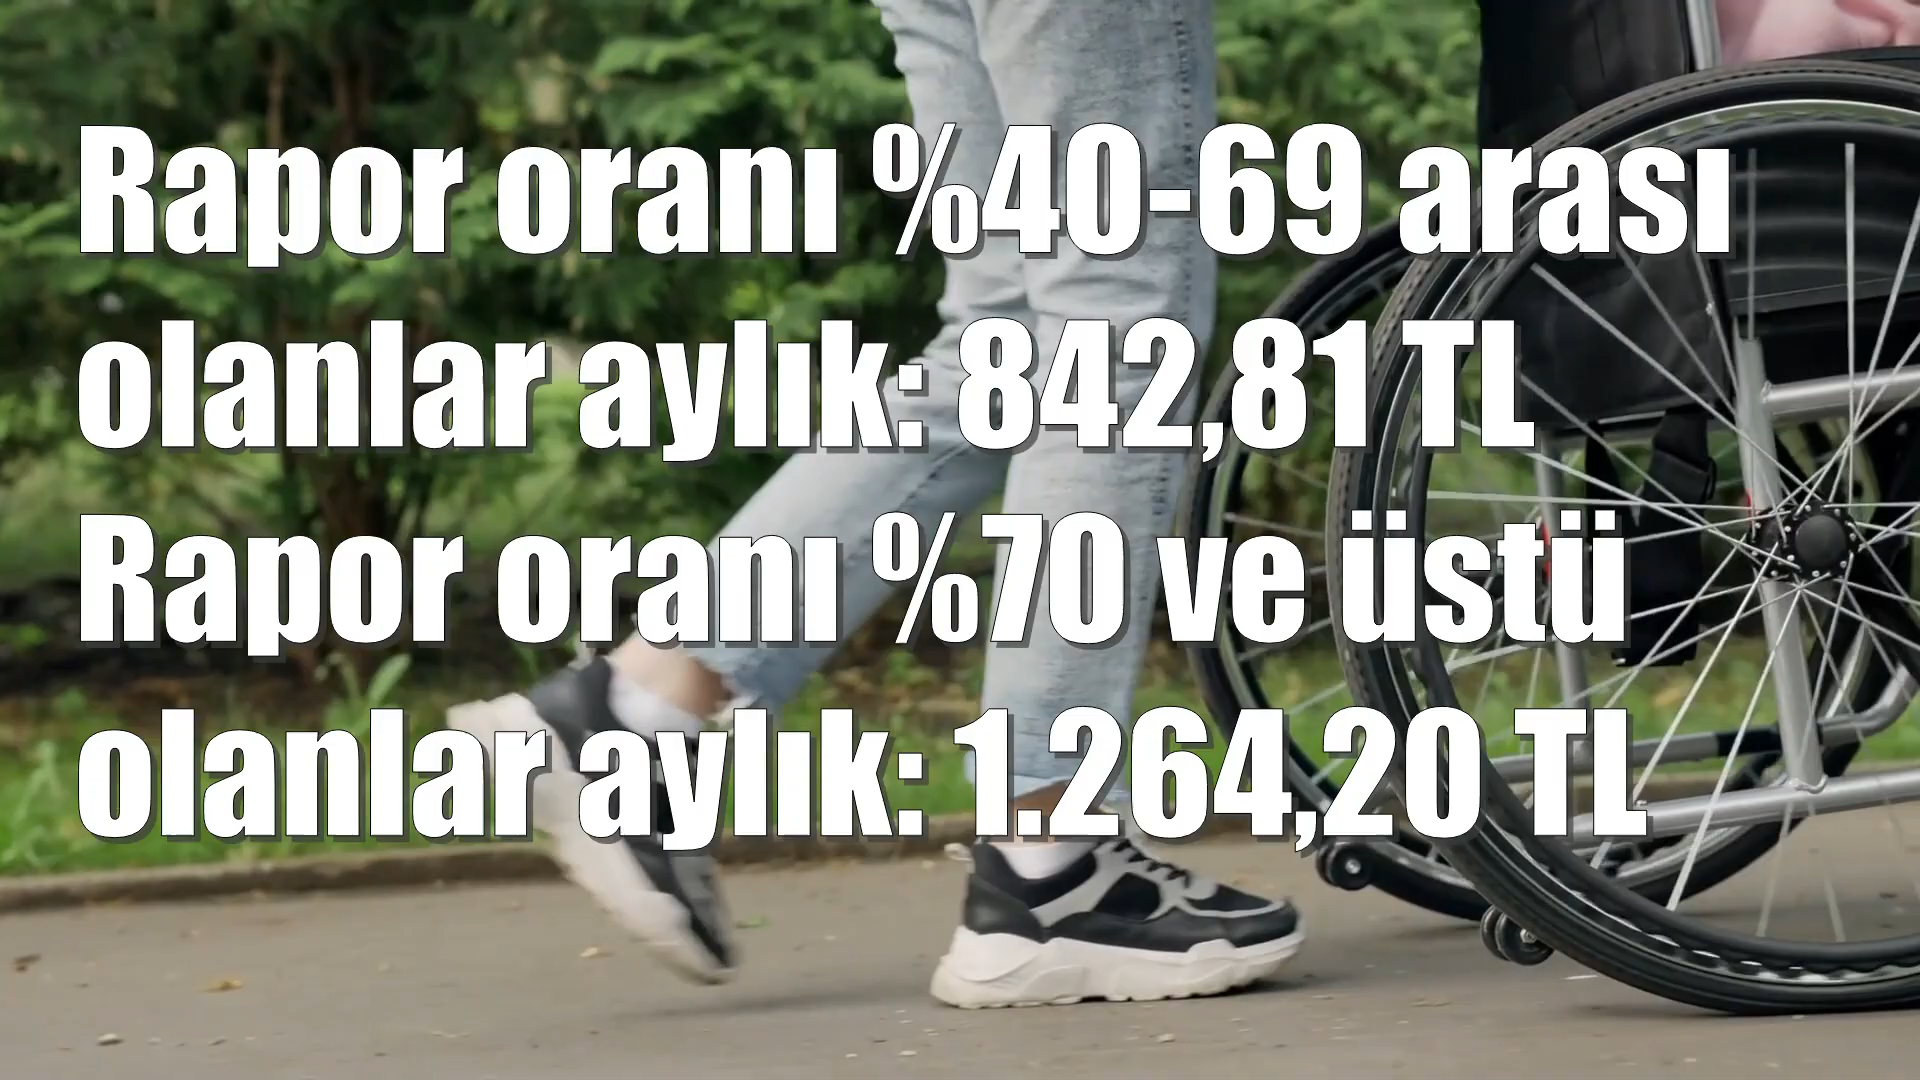 Rapor oranı %40-69 arası
olanlar aylık: 842,81 TL
Rapor oranı %70 ve üstü
olanlar aylık: 1.264,20 TL